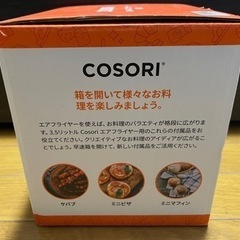 COSORI
箱を開いて様々なお料
理を楽しみましょう。
エアフライヤーを使えば、お料理のバラエティが格段に広がりま
す。3.5リットル Cosori エアフライヤー用のこれらの付属品をお
役立てください。クリエイティブなお料理のアイディアが広がるこ
とでしょう。早速箱を開けて、新しい付属品をご活用ください。
ケバブ
ミニピザ
ミニマフィン